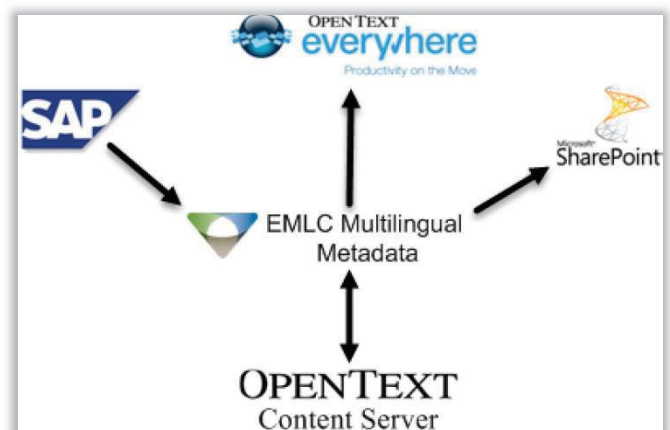 OPEN TEXT
everywhere
Productivity on the Move
SAP
Microsoft®
SharePoint
EMLC Multilingual
Metadata
OPENTEXT
Content Server